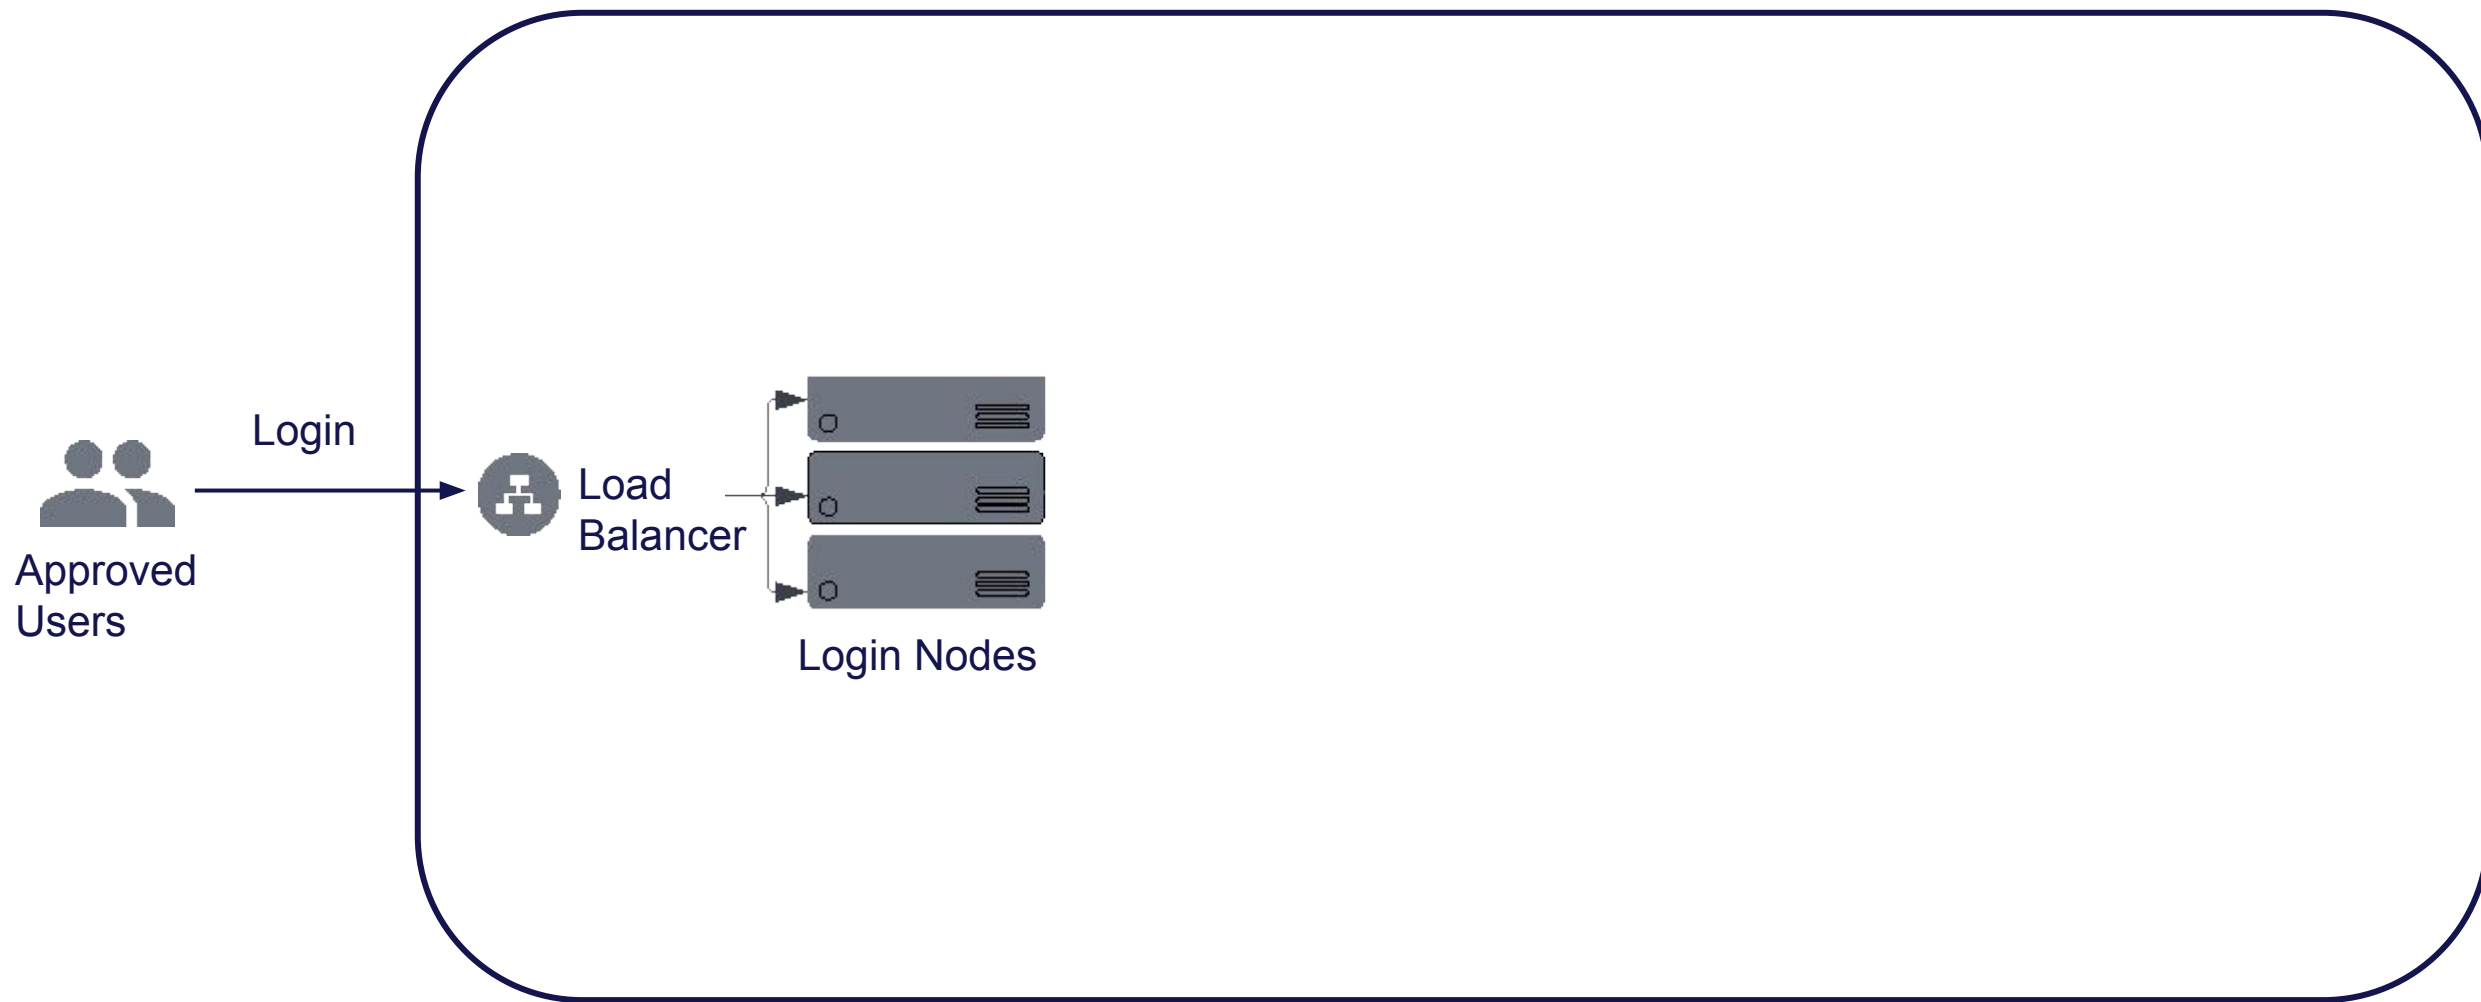 Login
Approved
Users
Load
Balancer
Login Nodes